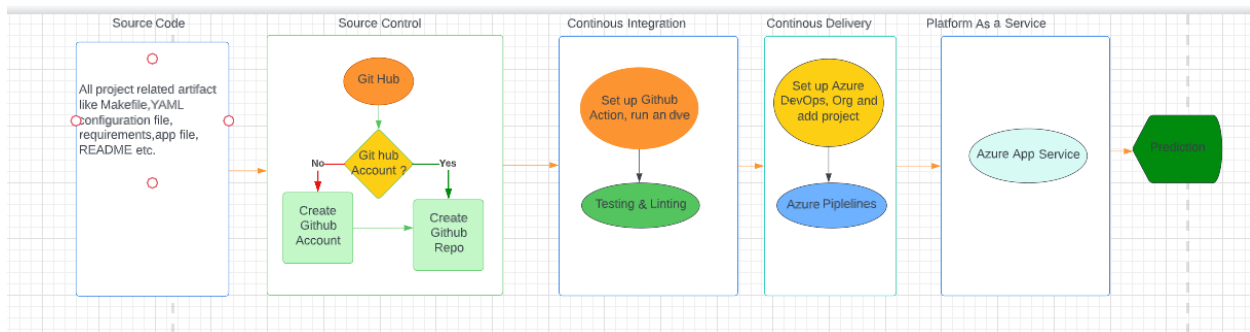 Source Code
Source Control
Continous Integration
Continous Delivery
Platform As a Service
All project related artifact
like Makefile,YAML
configuration file,
requirements,app file,
README etc.
Git Hub
Git hub
Account ?
No
Yes
Create
Github
Account
Create
Github
Repo
Set up Github
Action, run an dve
Testing & Linting
Set up Azure
DevOps, Org and
add project
Azure Piplelines
Azure App Service
Prediction